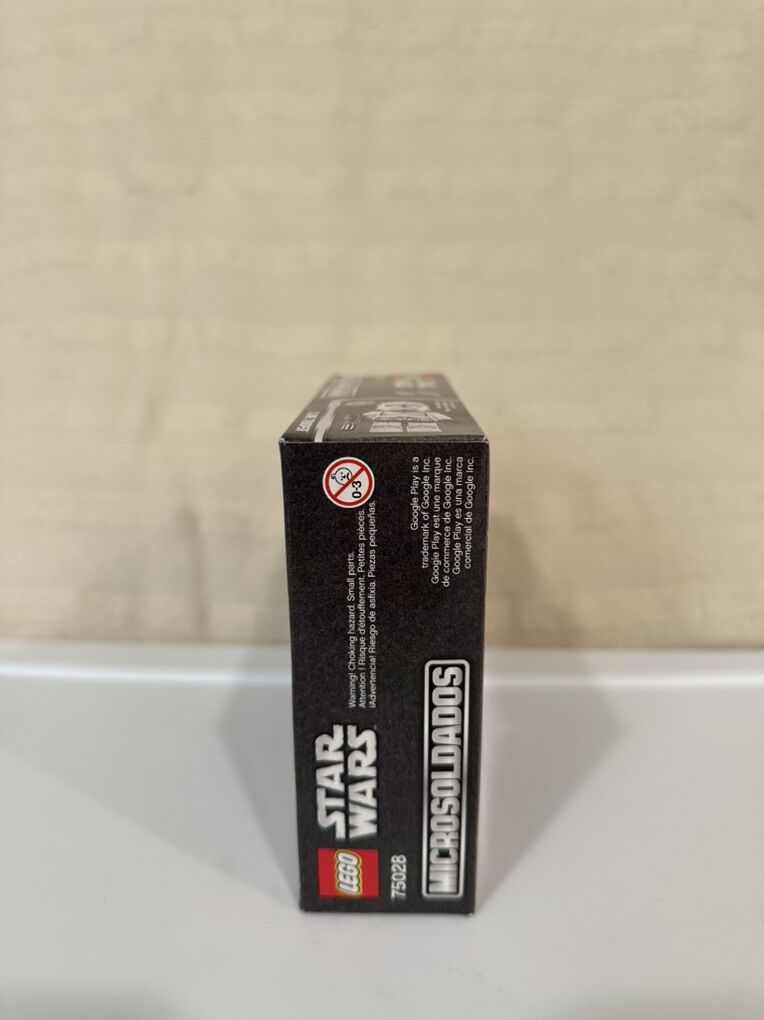 LEGO
STAR
WARS
75028
MICROSOLDADOS
Warning! Choking hazard. Small parts.
Attention ! Risque d'étouffement. Petites pièces.
¡Advertencia! Riesgo de asfixia. Piezas pequeñas.
0-3
Google Play is a
trademark of Google Inc.
Google Play est une marque
de commerce de Google Inc.
Google Play es una marca
comercial de Google Inc.